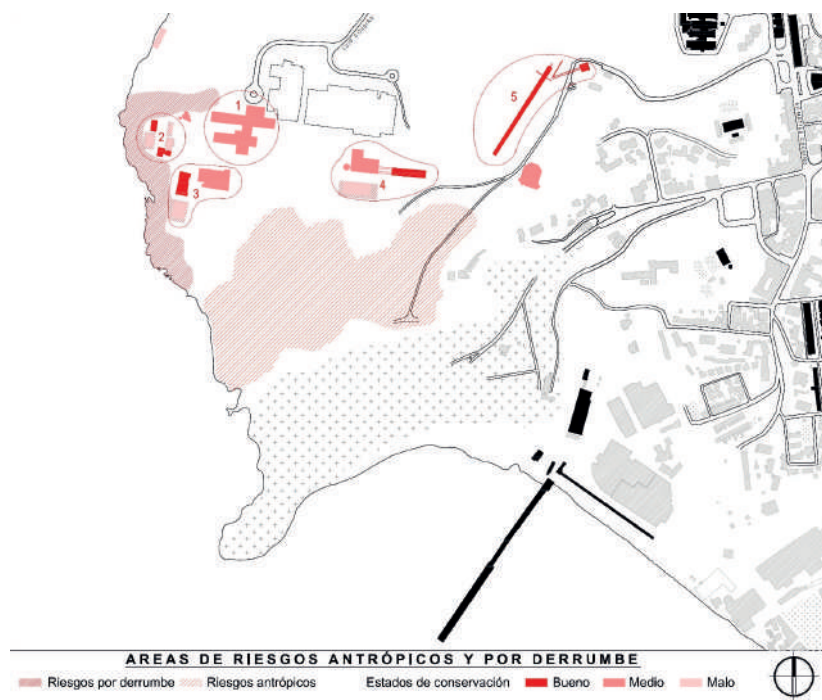 1
5
2
4
3
AREAS DE RIESGOS ANTRÓPICOS Y POR DERRUMBE
Riesgos por derrumbe Riesgos antrópicos Estados de conservación Bueno Medio Malo